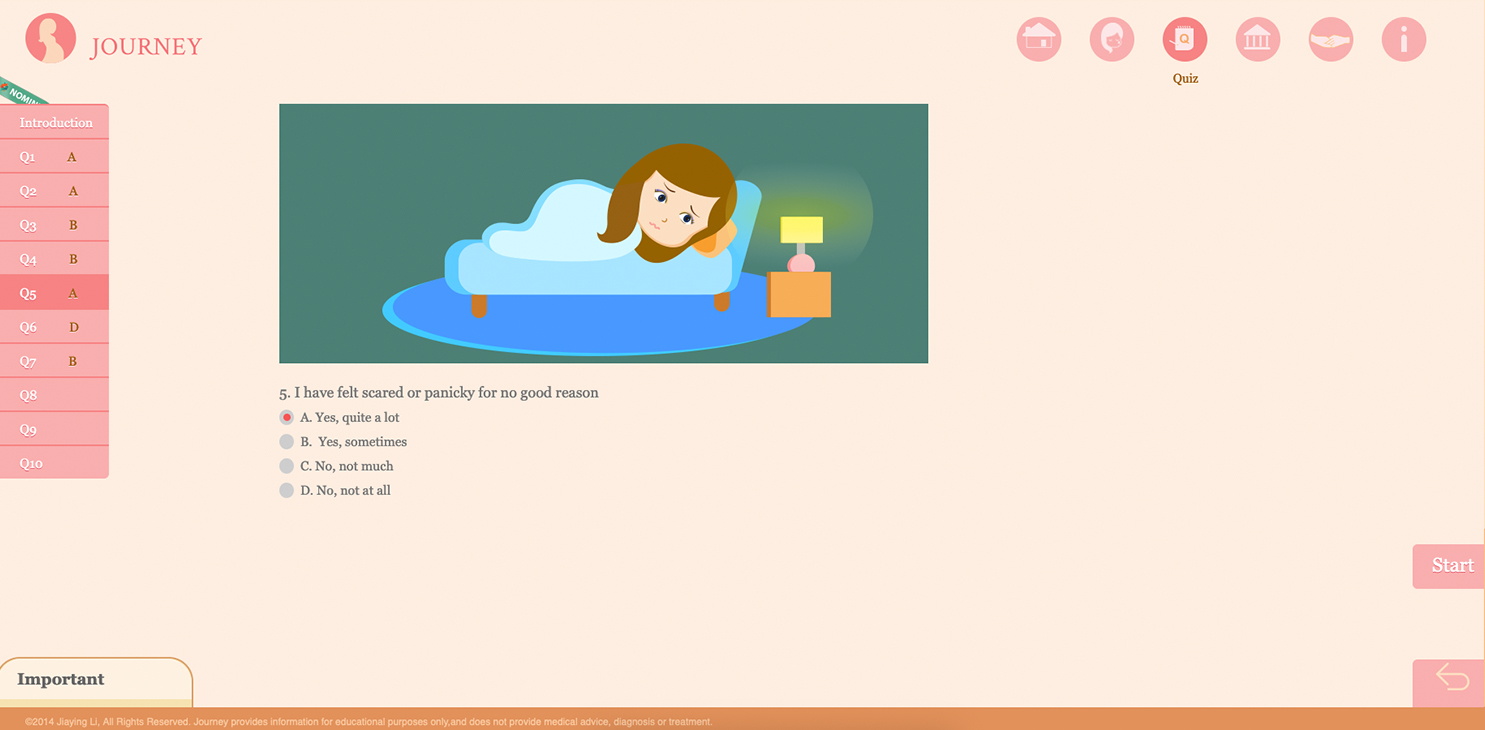 JOURNEY
Quiz
Introduction
Q1 A
Q2 A
Q3 B
Q4 B
Q5 A
Q6 D
Q7 B
Q8
Q9
Q10
5. I have felt scared or panicky for no good reason
A. Yes, quite a lot
B. Yes, sometimes
C. No, not much
D. No, not at all
Start
Important
©2014 Jiaying Li, All Rights Reserved. Journey provides information for educational purposes only,and does not provide medical advice, diagnosis or treatment.